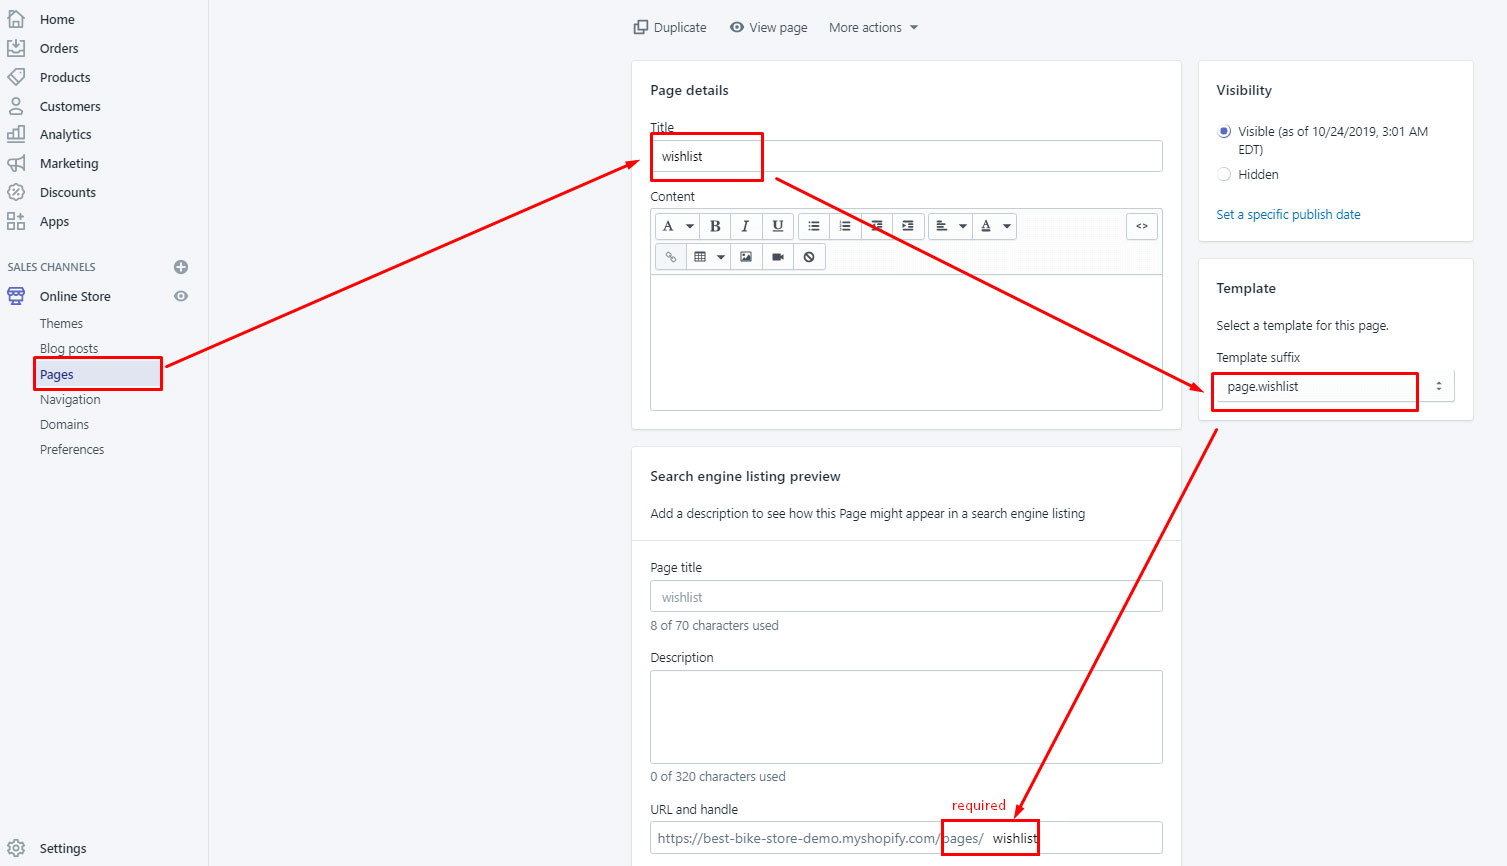 Home
Orders
Products
Customers
Analytics
Marketing
Discounts
Apps
SALES CHANNELS
Online Store
Themes
Blog posts
Pages
Navigation
Domains
Preferences
Settings
Duplicate View page More actions
Page details
Title
wishlist
Content
A B I U A <>
Search engine listing preview
Add a description to see how this Page might appear in a search engine listing
Page title
wishlist
8 of 70 characters used
Description
0 of 320 characters used
URL and handle
required
https://best-bike-store-demo.myshopify.com/pages/ wishlist
Visibility
Visible (as of 10/24/2019, 3:01 AM
EDT)
Hidden
Set a specific publish date
Template
Select a template for this page.
Template suffix
page.wishlist